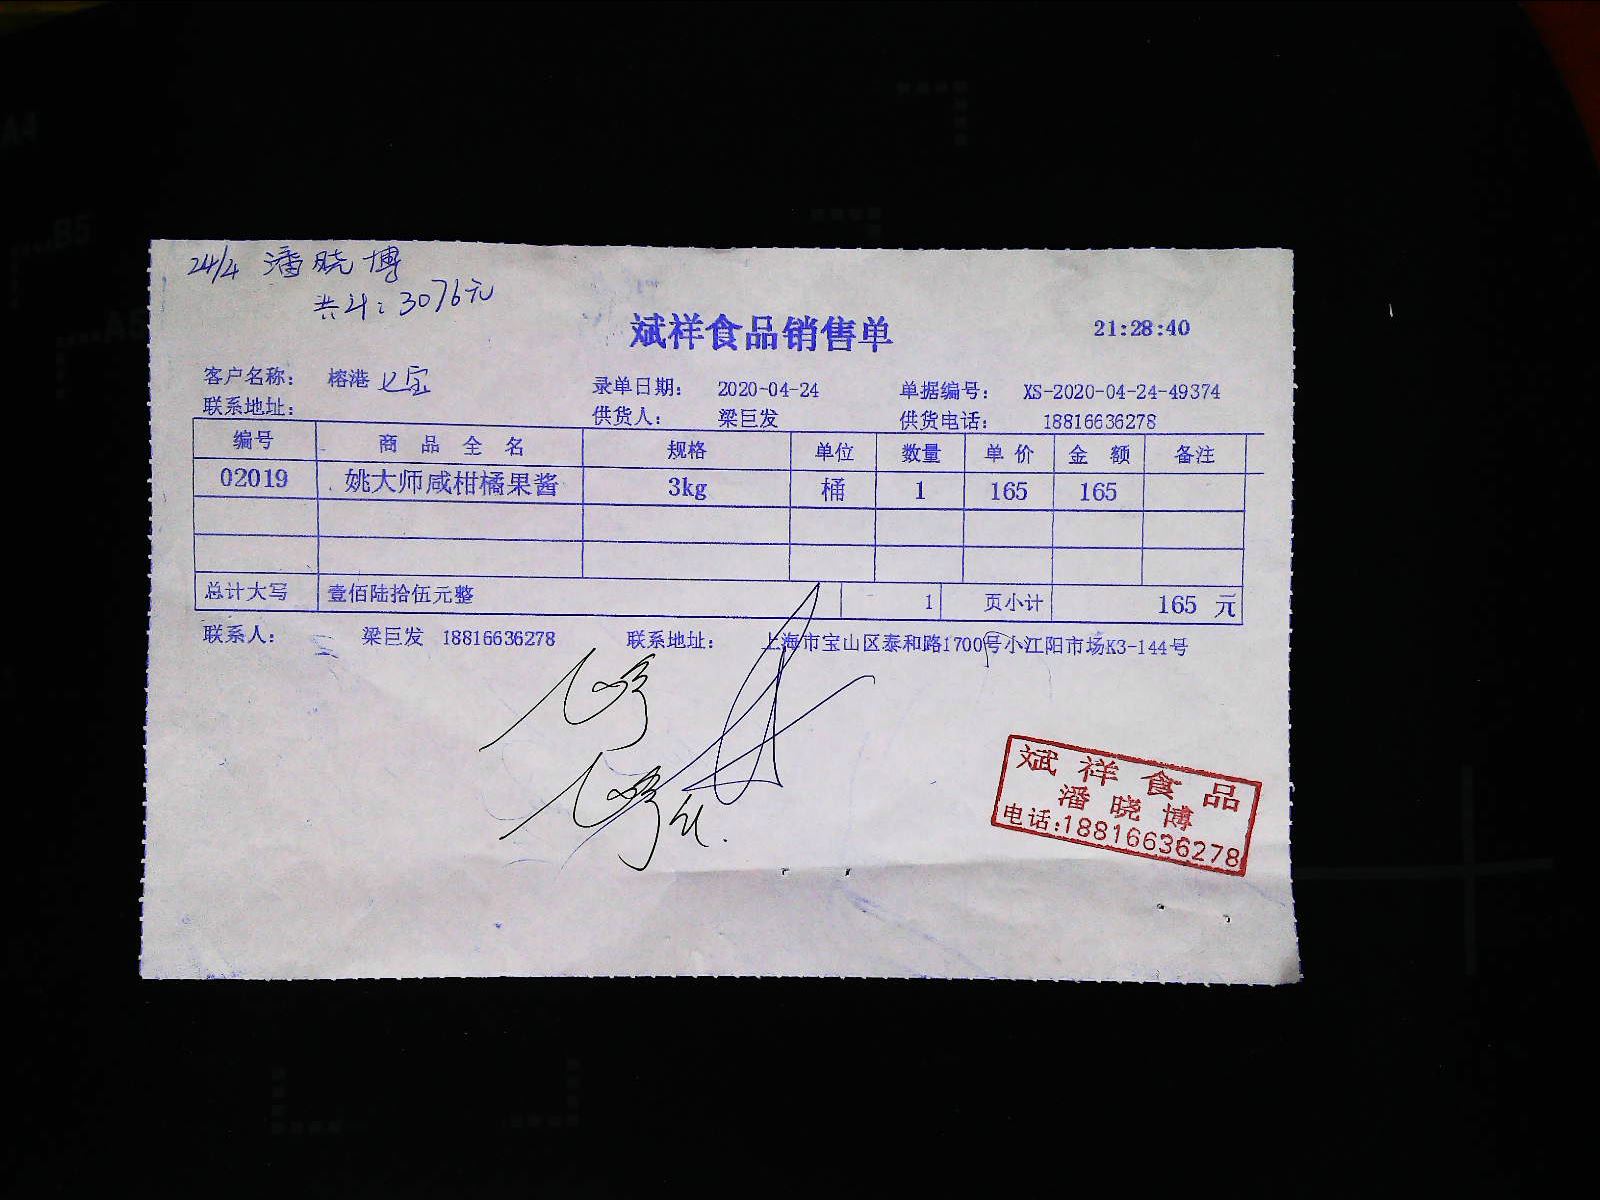 24/4 潘晓博
共计：3076元
斌祥食品销售单 21:28:40
客户名称： 榕港 七宝 录单日期： 2020-04-24 单据编号： XS-2020-04-24-49374
联系地址： 供货人： 梁巨发 供货电话： 18816636278
编号 商品全名 规格 单位 数量 单价 金额 备注
02019 姚大师咸柑橘果酱 3kg 桶 1 165 165
总计大写 壹佰陆拾伍元整 1 页小计 165 元
联系人： 梁巨发 18816636278 联系地址： 上海市宝山区泰和路1700号小江阳市场K3-144号
斌祥食品
潘晓博
电话:18816636278